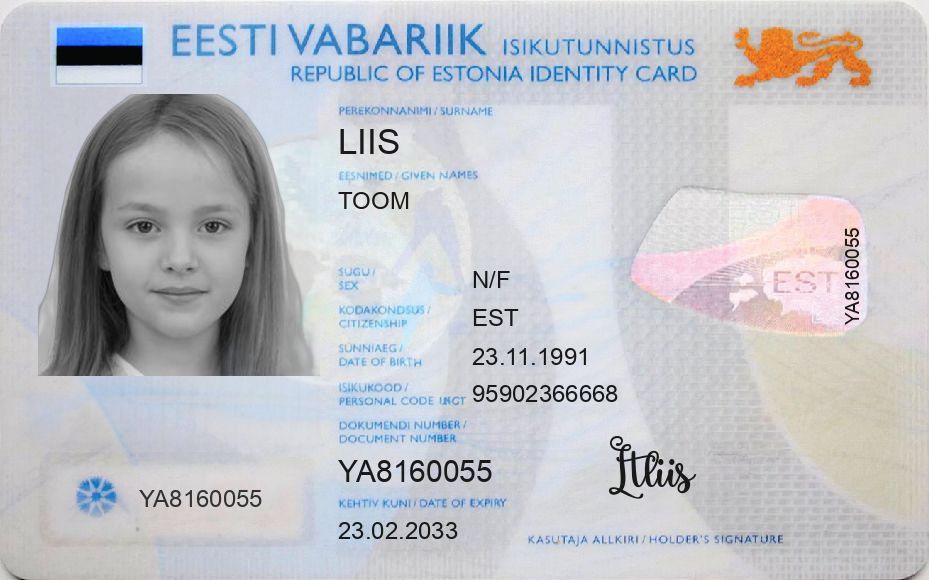 EESTI VABARIIK ISIKUTUNNISTUS
REPUBLIC OF ESTONIA IDENTITY CARD
PEREKONNANIMI / SURNAME
LIIS
EESNIMED / GIVEN NAMES
TOOM
SUGU /
SEX
N/F
KODAKONDSUS /
CITIZENSHIP
EST
SÜNNIAEG /
DATE OF BIRTH
23.11.1991
ISIKUKOOD /
PERSONAL CODE
95902366668
DOKUMENDI NUMBER /
DOCUMENT NUMBER
YA8160055
KEHTIV KUNI / DATE OF EXPIRY
23.02.2033
YA8160055
EST
YA8160055
KASUTAJA ALLKIRI / HOLDER'S SIGNATURE